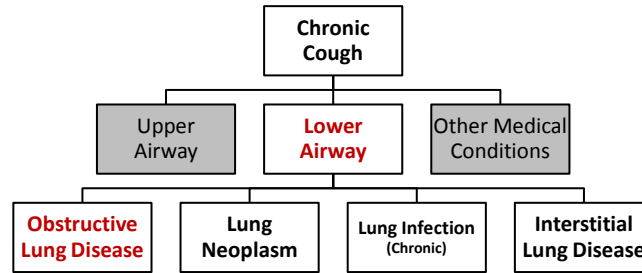 Chronic
Cough
Upper
Airway
Lower
Airway
Other Medical
Conditions
Obstructive
Lung Disease
Lung
Neoplasm
Lung Infection
(Chronic)
Interstitial
Lung Disease